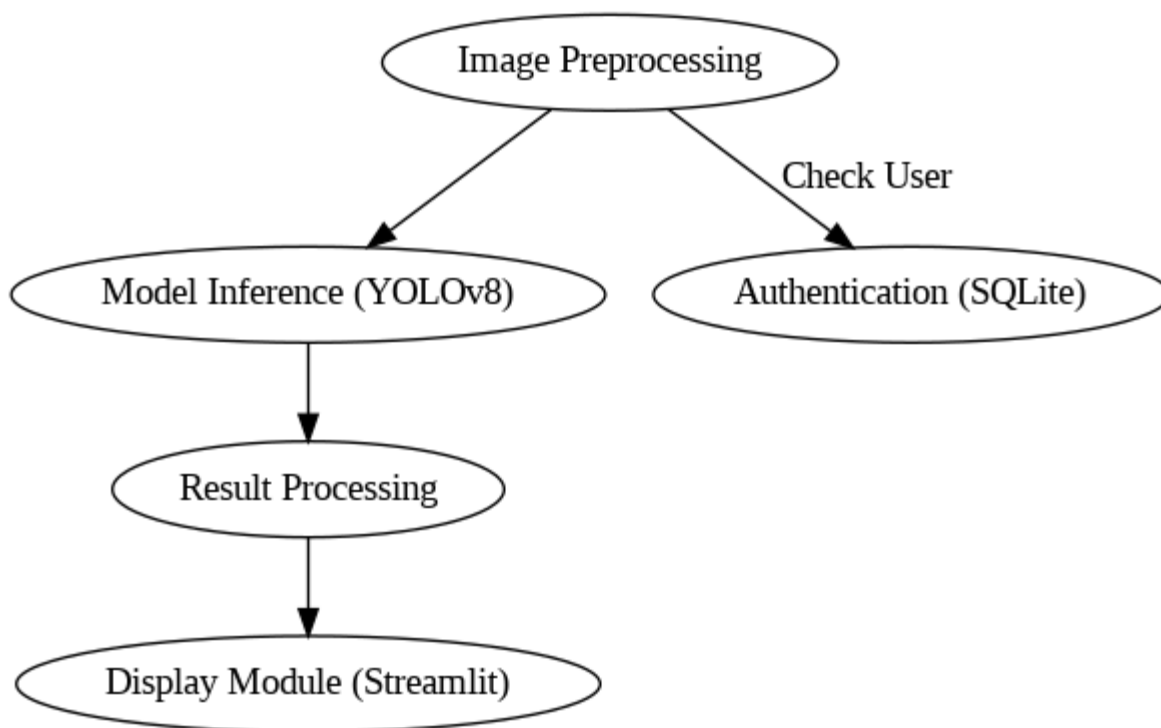 Image Preprocessing
Check User
Model Inference (YOLOv8)
Authentication (SQLite)
Result Processing
Display Module (Streamlit)